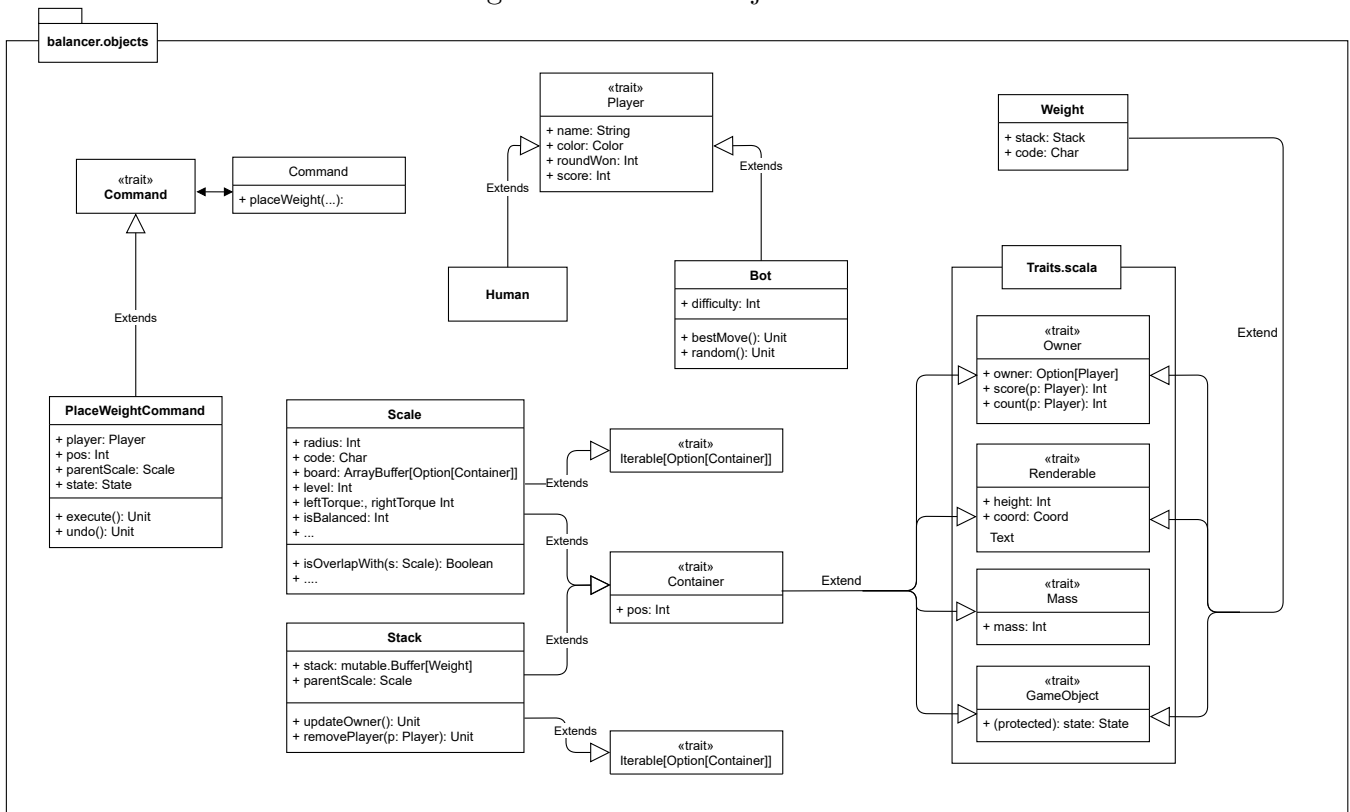 balancer.objects
«trait»
Player
+ name: String
+ color: Color
+ roundWon: Int
+ score: Int
Weight
+ stack: Stack
+ code: Char
«trait»
Command
Command
+ placeWeight(...):
Extends
Extends
Human
Bot
+ difficulty: Int
+ bestMove(): Unit
+ random(): Unit
Extends
Traits.scala
Extend
«trait»
Owner
+ owner: Option[Player]
+ score(p: Player): Int
+ count(p: Player): Int
PlaceWeightCommand
+ player: Player
+ pos: Int
+ parentScale: Scale
+ state: State
+ execute(): Unit
+ undo(): Unit
Scale
+ radius: Int
+ code: Char
+ board: ArrayBuffer[Option[Container]]
+ level: Int
+ leftTorque:, rightTorque Int
+ isBalanced: Int
+ ...
+ isOverlapWith(s: Scale): Boolean
+ ....
Extends
«trait»
Iterable[Option[Container]]
Extends
«trait»
Renderable
+ height: Int
+ coord: Coord
Text
«trait»
Container
+ pos: Int
Extend
«trait»
Mass
+ mass: Int
Stack
+ stack: mutable.Buffer[Weight]
+ parentScale: Scale
+ updateOwner(): Unit
+ removePlayer(p: Player): Unit
Extends
Extends
«trait»
Iterable[Option[Container]]
«trait»
GameObject
+ (protected): state: State